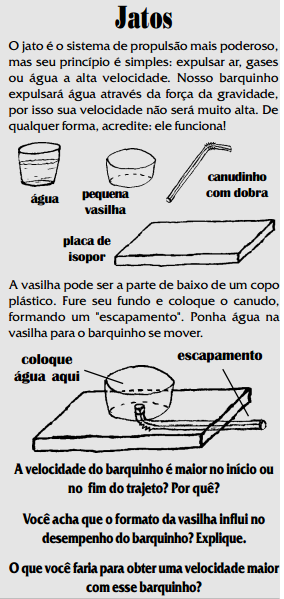 Jatos
O jato é o sistema de propulsão mais poderoso,
mas seu princípio é simples: expulsar ar, gases
ou água a alta velocidade. Nosso barquinho
expulsará água através da força da gravidade,
por isso sua velocidade não será muito alta. De
qualquer forma, acredite: ele funciona!
água
pequena
vasilha
canudinho
com dobra
placa de
isopor
A vasilha pode ser a parte de baixo de um copo
plástico. Fure seu fundo e coloque o canudo,
formando um "escapamento". Ponha água na
vasilha para o barquinho se mover.
coloque
água aqui
escapamento
A velocidade do barquinho é maior no início ou
no fim do trajeto? Por quê?
Você acha que o formato da vasilha influi no
desempenho do barquinho? Explique.
O que você faria para obter uma velocidade maior
com esse barquinho?